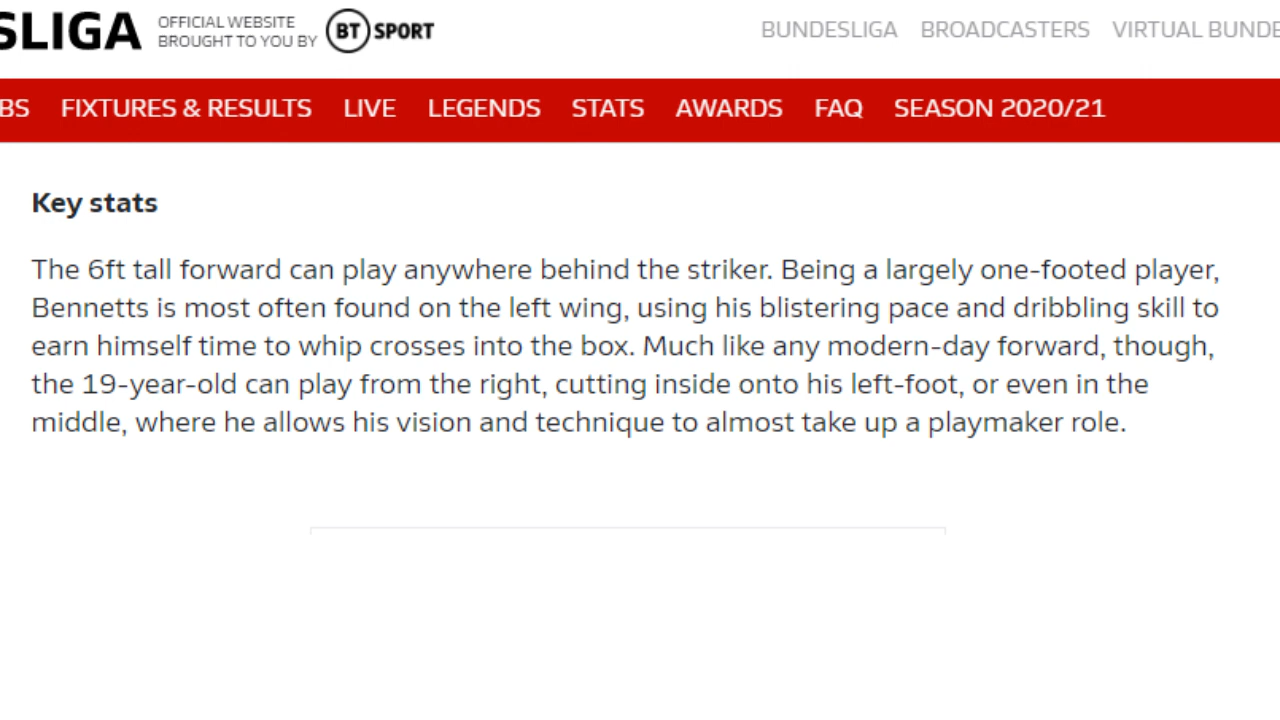 SLIGA
OFFICIAL WEBSITE
BROUGHT TO YOU BY
BT SPORT
BUNDESLIGA BROADCASTERS VIRTUAL BUNDE
BS FIXTURES & RESULTS LIVE LEGENDS STATS AWARDS FAQ SEASON 2020/21
Key stats
The 6ft tall forward can play anywhere behind the striker. Being a largely one-footed player,
Bennetts is most often found on the left wing, using his blistering pace and dribbling skill to
earn himself time to whip crosses into the box. Much like any modern-day forward, though,
the 19-year-old can play from the right, cutting inside onto his left-foot, or even in the
middle, where he allows his vision and technique to almost take up a playmaker role.